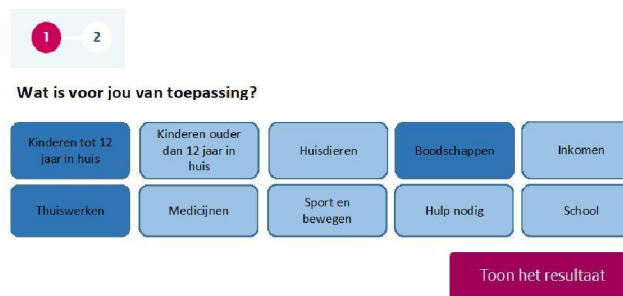 1 2
Wat is voor jou van toepassing?
Kinderen tot 12
jaar in huis
Kinderen ouder
dan 12 jaar in
huis
Huisdieren
Boodschappen
Inkomen
Thuiswerken
Medicijnen
Sport en
bewegen
Hulp nodig
School
Toon het resultaat